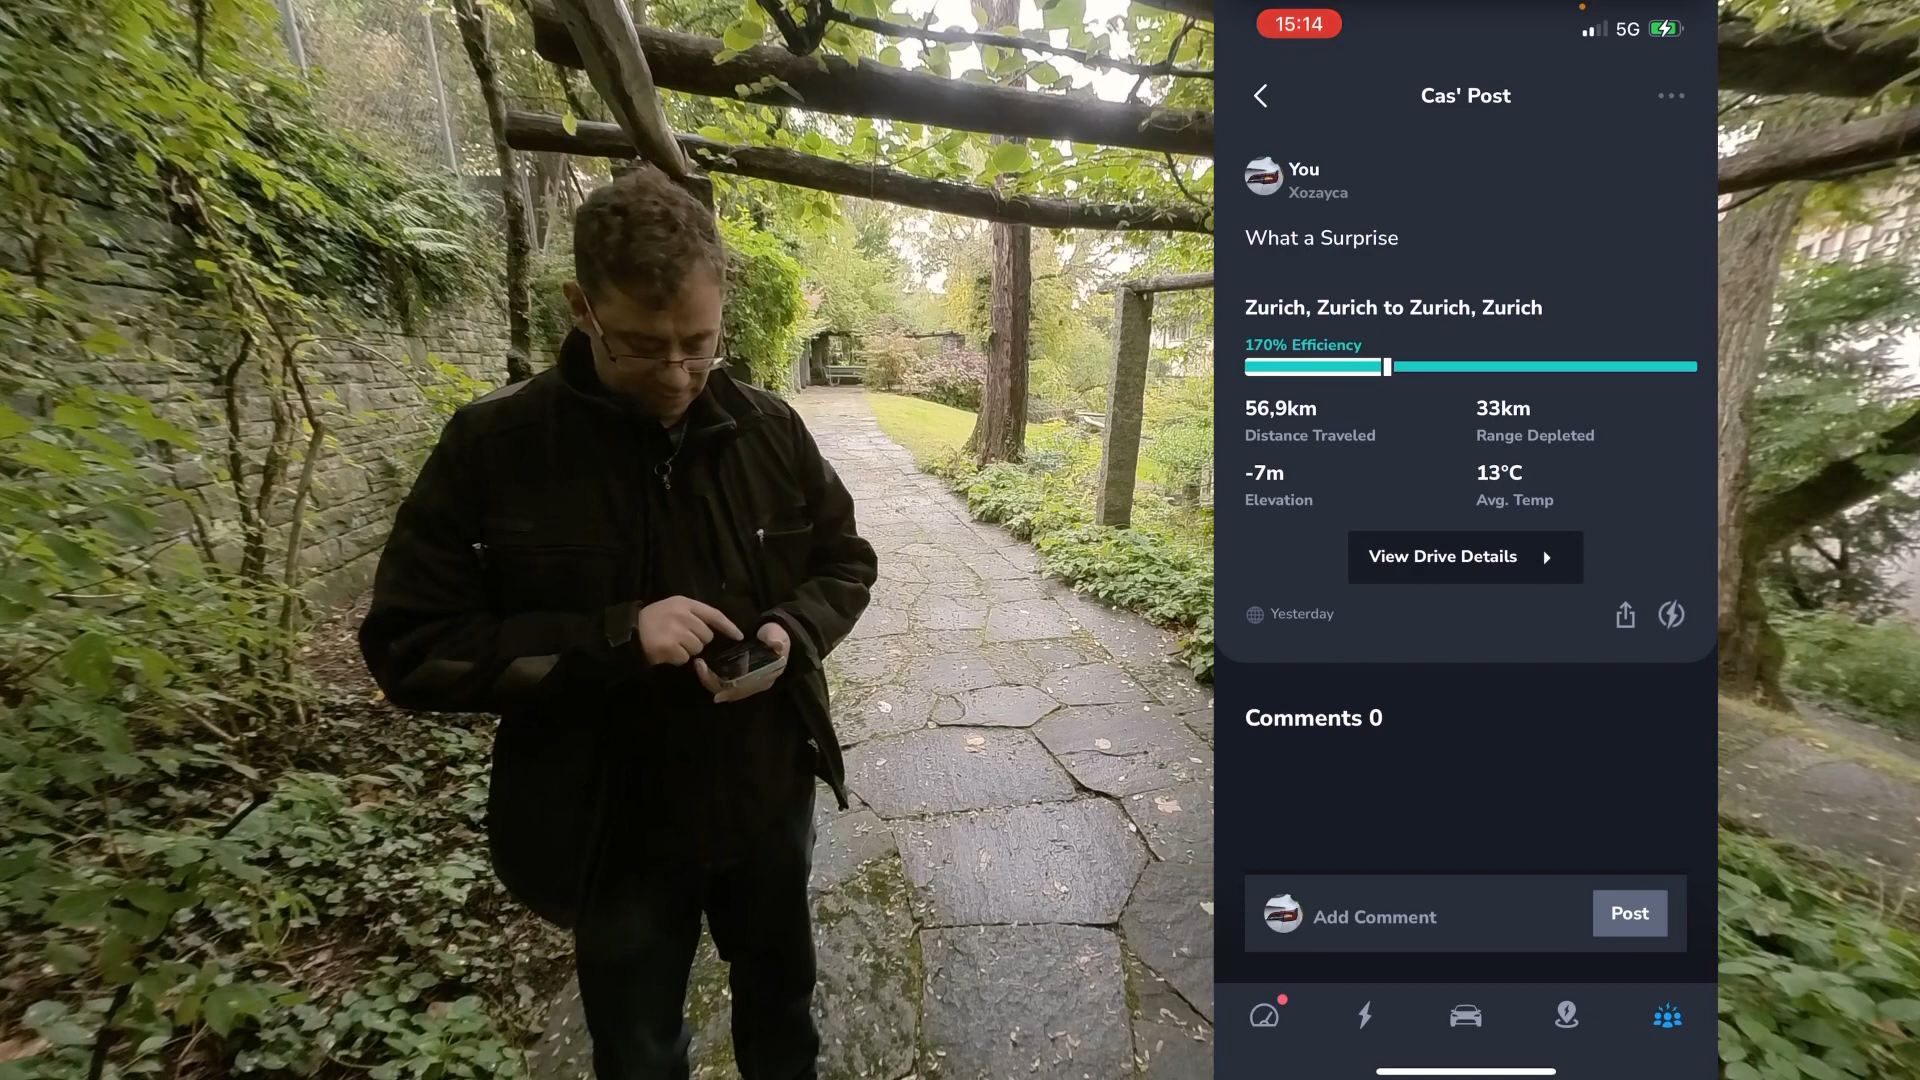 15:14
5G
Cas' Post
You
Xozayca
What a Surprise
Zurich, Zurich to Zurich, Zurich
170% Efficiency
56,9km
33km
Distance Traveled
Range Depleted
-7m
13°C
Elevation
Avg. Temp
View Drive Details
Yesterday
Comments 0
Add Comment
Post